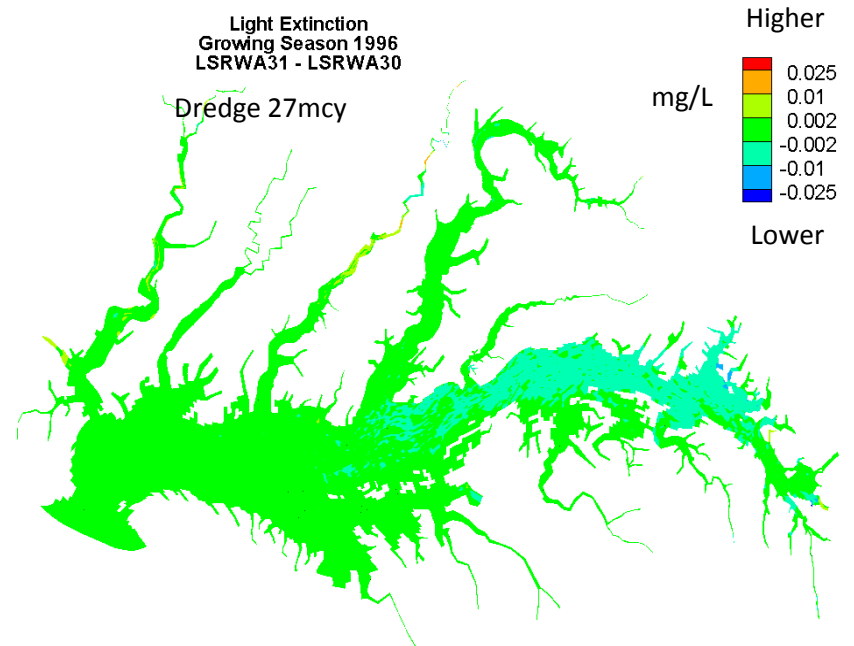 Light Extinction
Growing Season 1996
LSRWA31 - LSRWA30
Dredge 27mcy
Higher
mg/L
0.025
0.01
0.002
-0.002
-0.01
-0.025
Lower